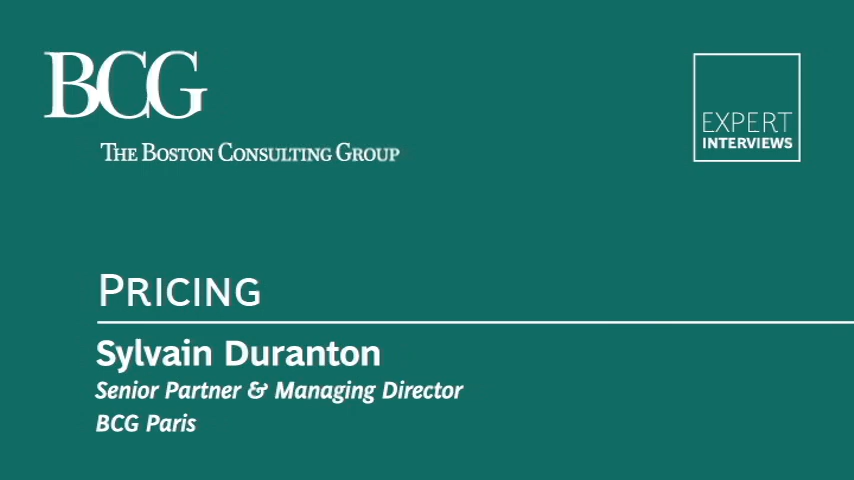 BCG
THE BOSTON CONSULTING GROUP
EXPERT
INTERVIEWS
PRICING
Sylvain Duranton
Senior Partner & Managing Director
BCG Paris